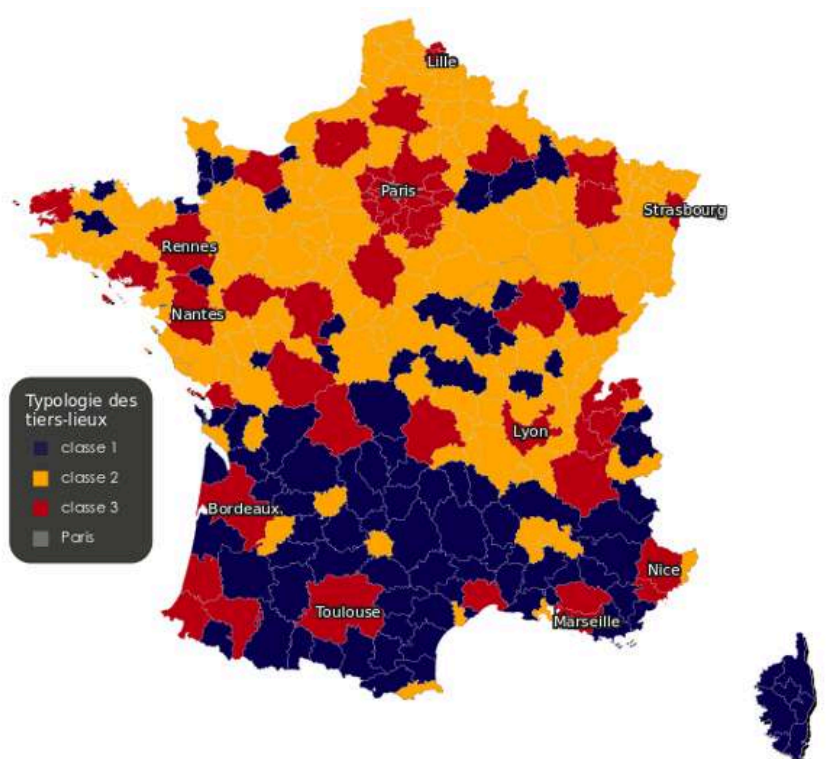 Lille
Paris
Strasbourg
Rennes
Nantes
Typologie des
tiers-lieux
classe 1
classe 2
classe 3
Paris
Lyon
Bordeaux
Nice
Toulouse
Marseille